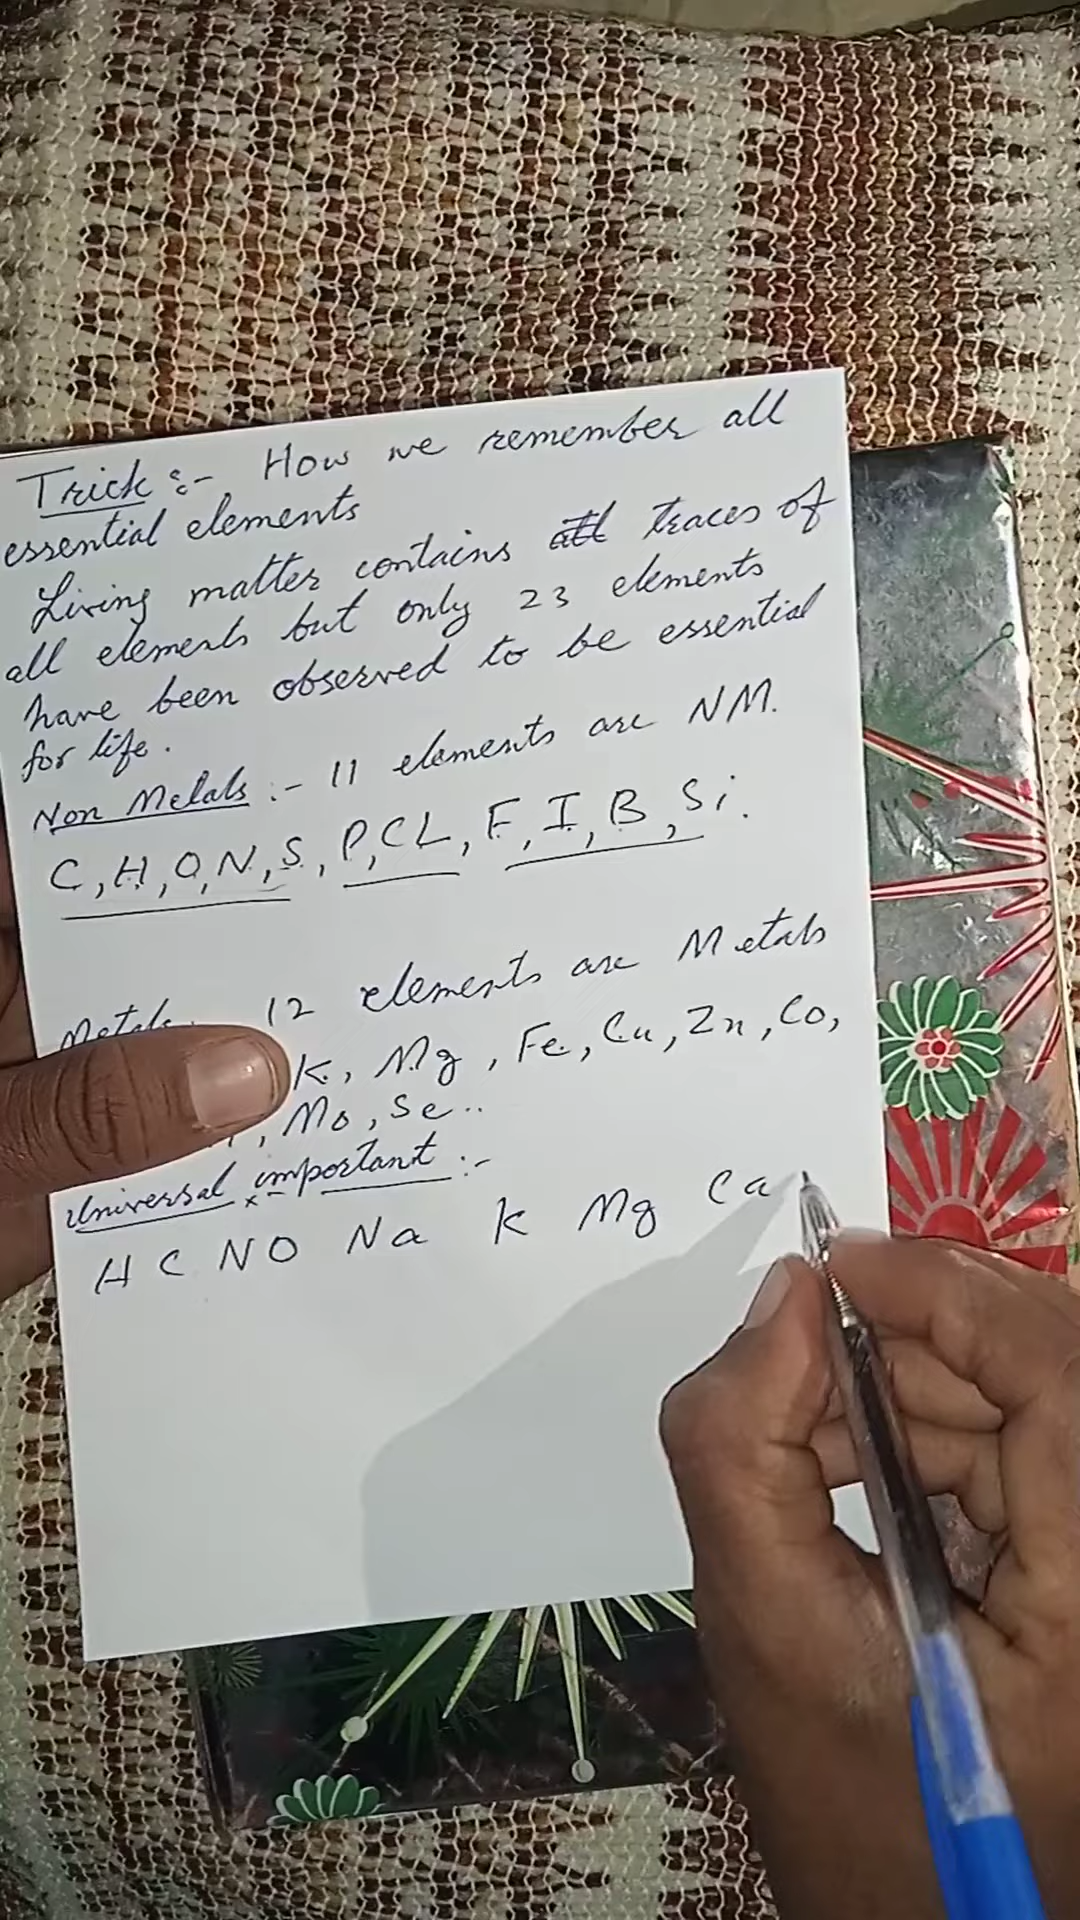 Trick :- How we remember all
essential elements
Living matter contains all traces of
all elements but only 23 elements
have been observed to be essential
for life.
Non Metals :- 11 elements are NM.
C, H, O, N, S, P, CL, F, I, B, Si.
Metals 12 elements are Metals
K, Mg, Fe, Cu, Zn, Co,
, Mo, Se..
Universal important :-
H C N O Na K Mg Ca